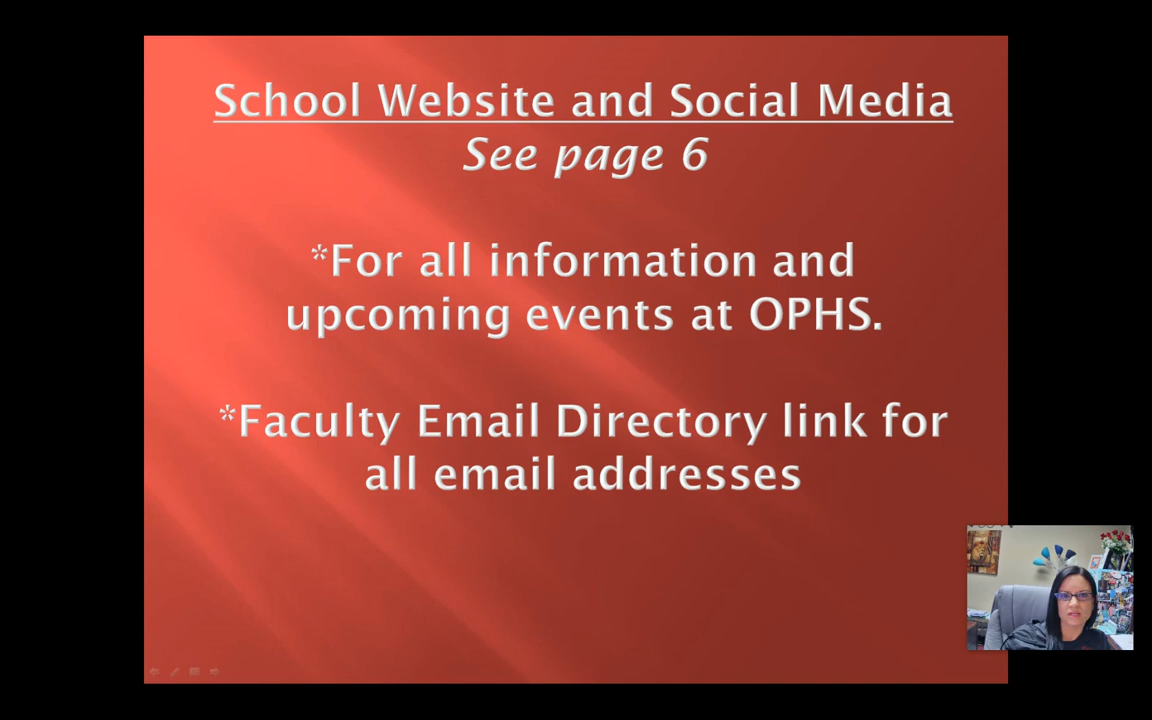 School Website and Social Media
See page 6
*For all information and
upcoming events at OPHS.
*Faculty Email Directory link for
all email addresses